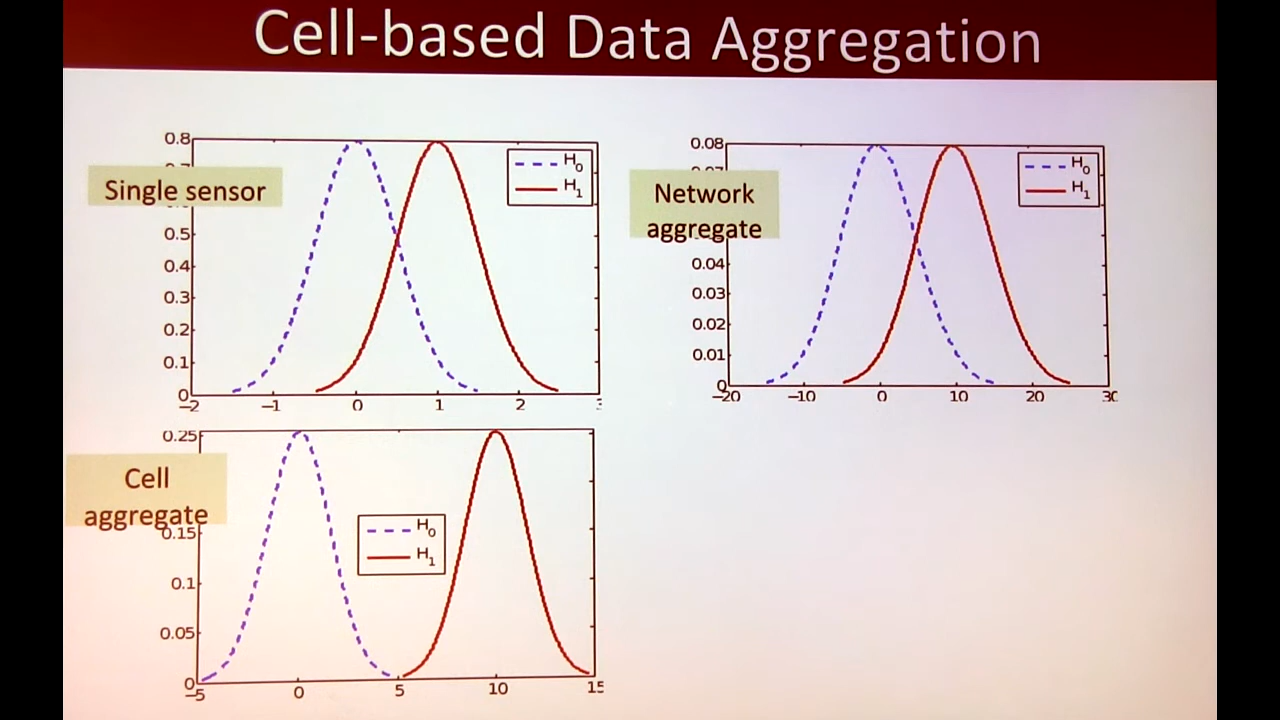 Cell-based Data Aggregation
0.8
Single sensor
0.5
0.4
0.3
0.2
0.1
0
−2 −1 0 1 2
H0
H1
0.08
Network
aggregate
0.04
0.03
0.02
0.01
0
−20 −10 0 10 20 30
H0
H1
0.25
Cell
aggregate
0.15
0.1
0.05
0
−5 0 5 10 15
H0
H1